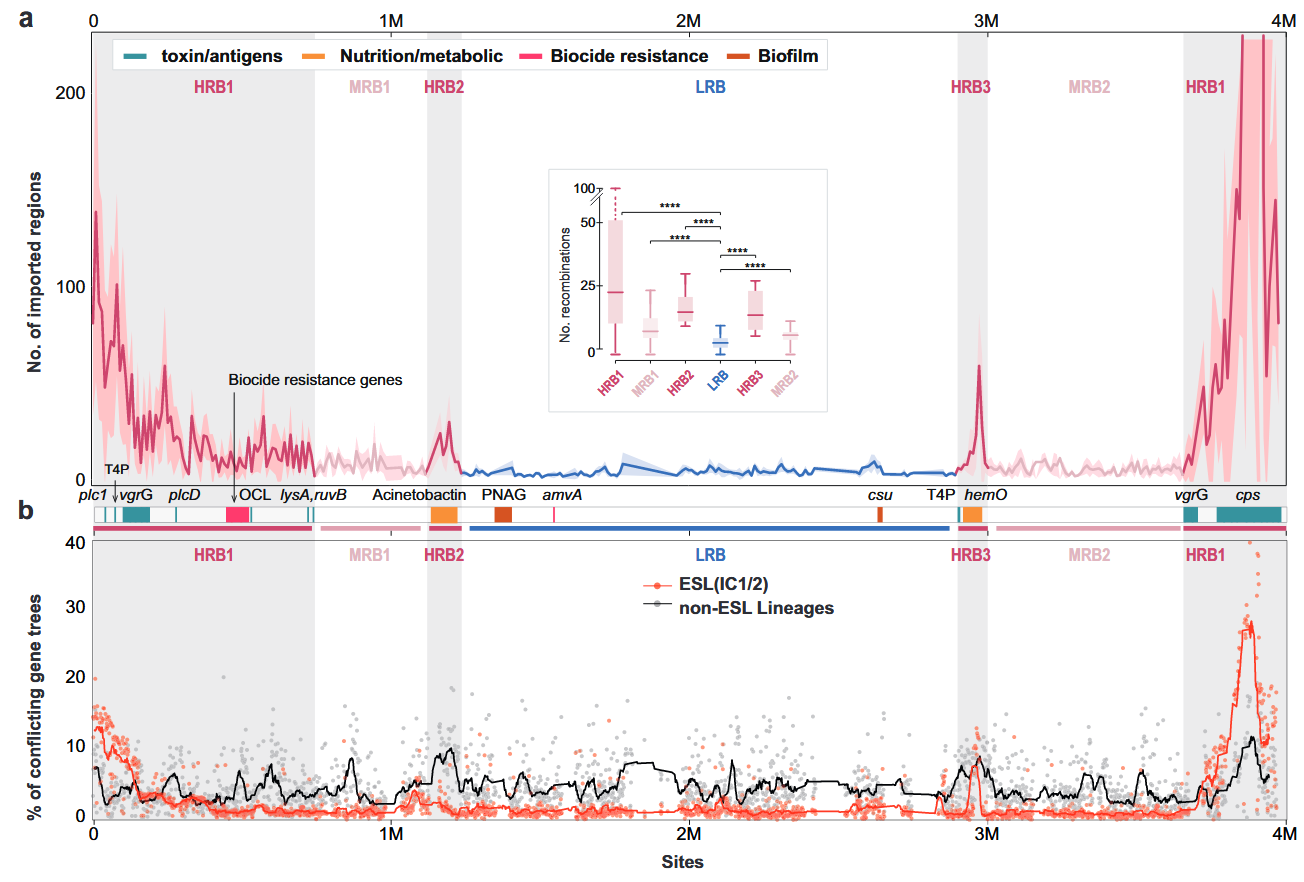 a
0 1M 2M 3M 4M
toxin/antigens Nutrition/metabolic Biocide resistance Biofilm
HRB1 MRB1 HRB2 LRB HRB3 MRB2 HRB1
No. of imported regions
200
100
0
No. recombinations
100
50
25
0
****
****
****
****
****
HRB1 MRB1 HRB2 LRB HRB3 MRB2
Biocide resistance genes
T4P
plc1 vgrG plcD OCL lysA,ruvB Acinetobactin PNAG amvA csu T4P hemO vgrG cps
b
HRB1 MRB1 HRB2 LRB HRB3 MRB2 HRB1
% of conflicting gene trees
40
30
20
10
0
ESL(IC1/2)
non-ESL Lineages
0 1M 2M 3M 4M
Sites